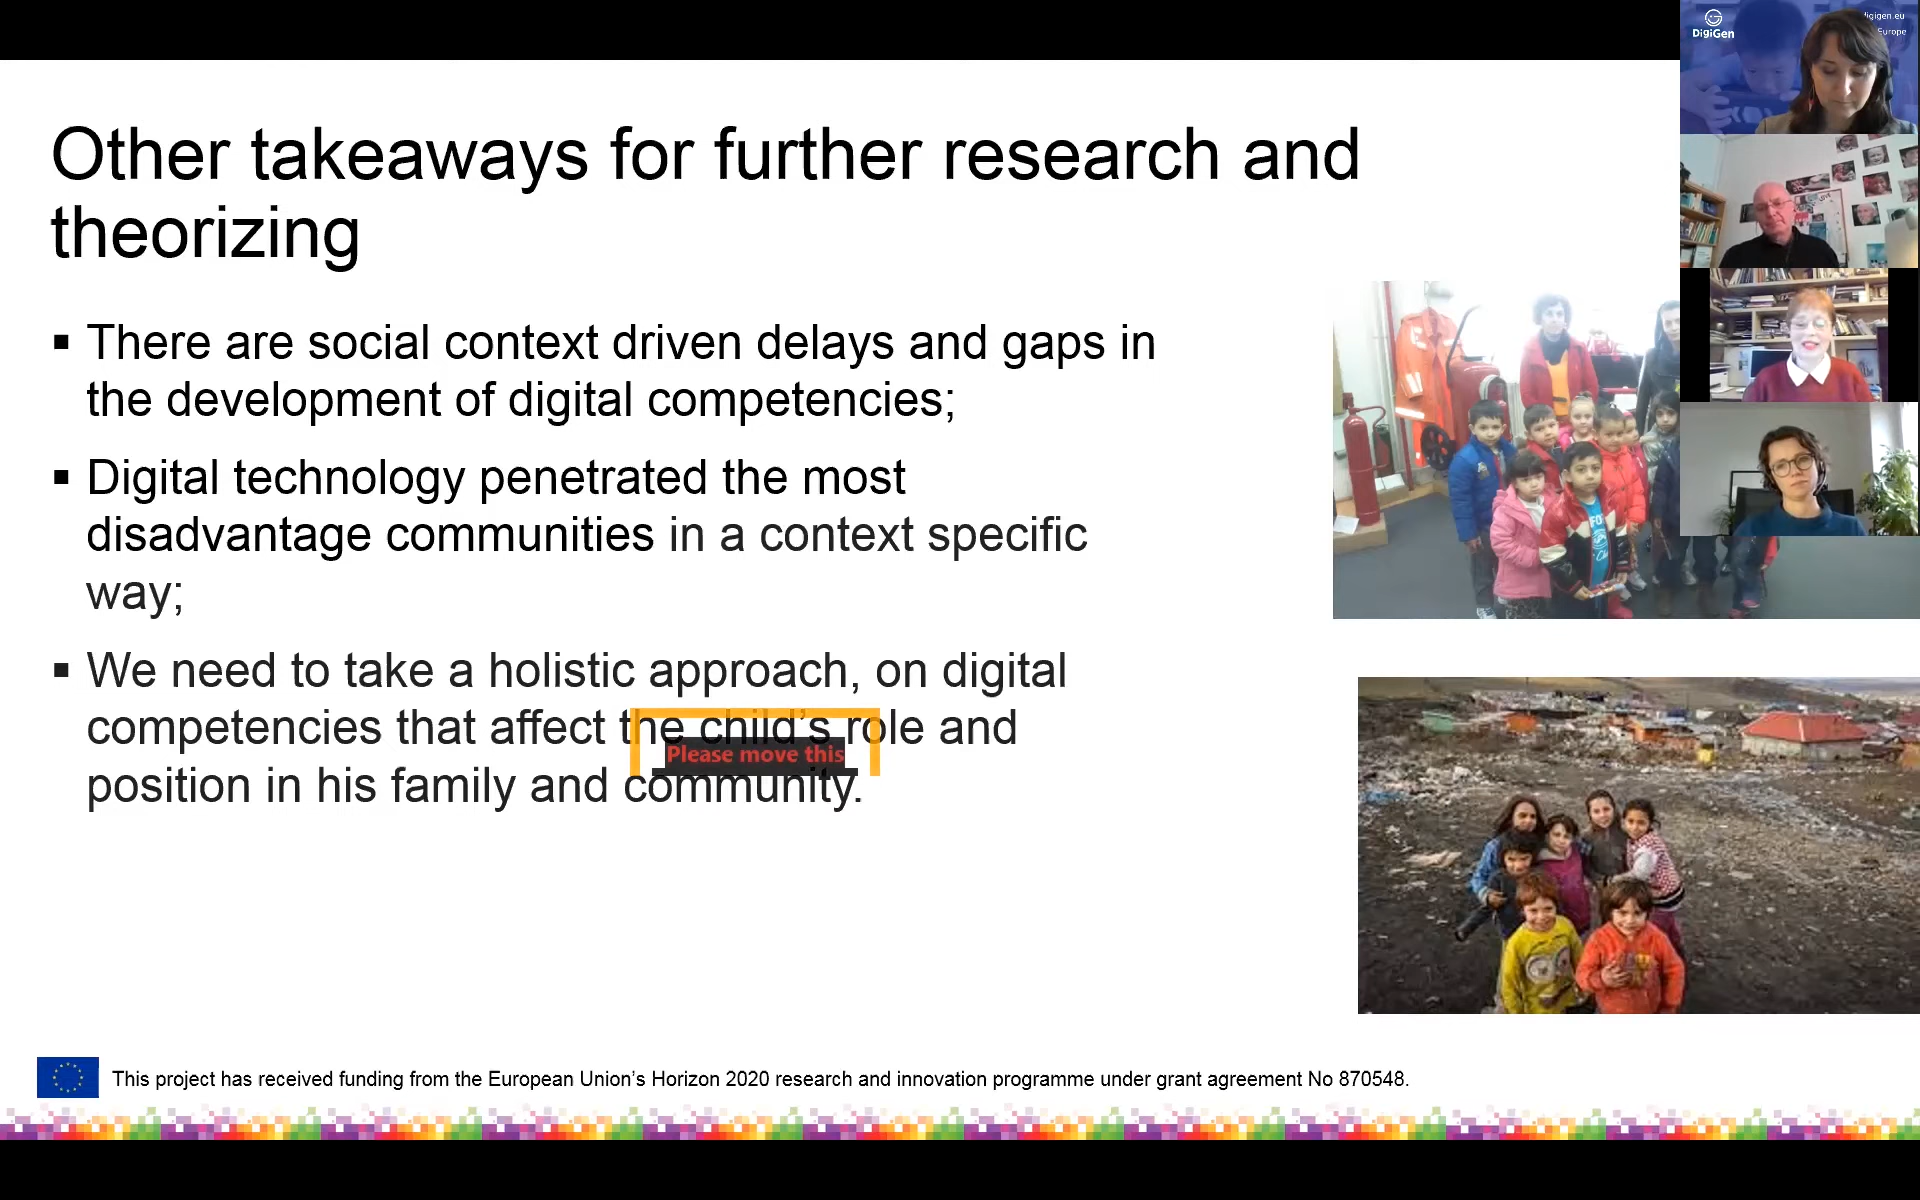 Other takeaways for further research and
theorizing
▪ There are social context driven delays and gaps in
the development of digital competencies;
▪ Digital technology penetrated the most
disadvantage communities in a context specific
way;
▪ We need to take a holistic approach, on digital
competencies that affect the child’s role and
Please move this
position in his family and community.
This project has received funding from the European Union’s Horizon 2020 research and innovation programme under grant agreement No 870548.
DigiGen
digigen.eu
Europe